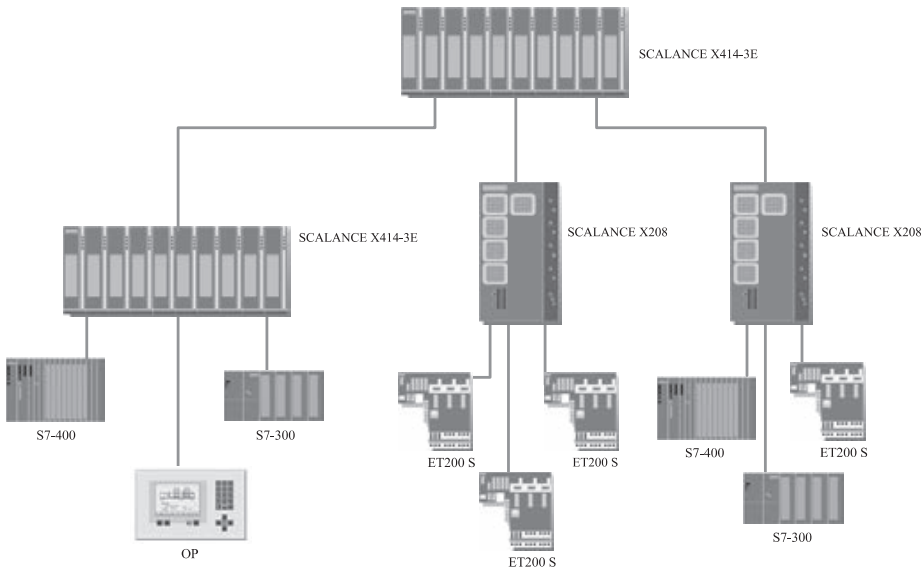 SCALANCE X414-3E
SCALANCE X414-3E
SCALANCE X208
SCALANCE X208
S7-400
S7-300
ET200 S
ET200 S
S7-400
ET200 S
OP
ET200 S
S7-300